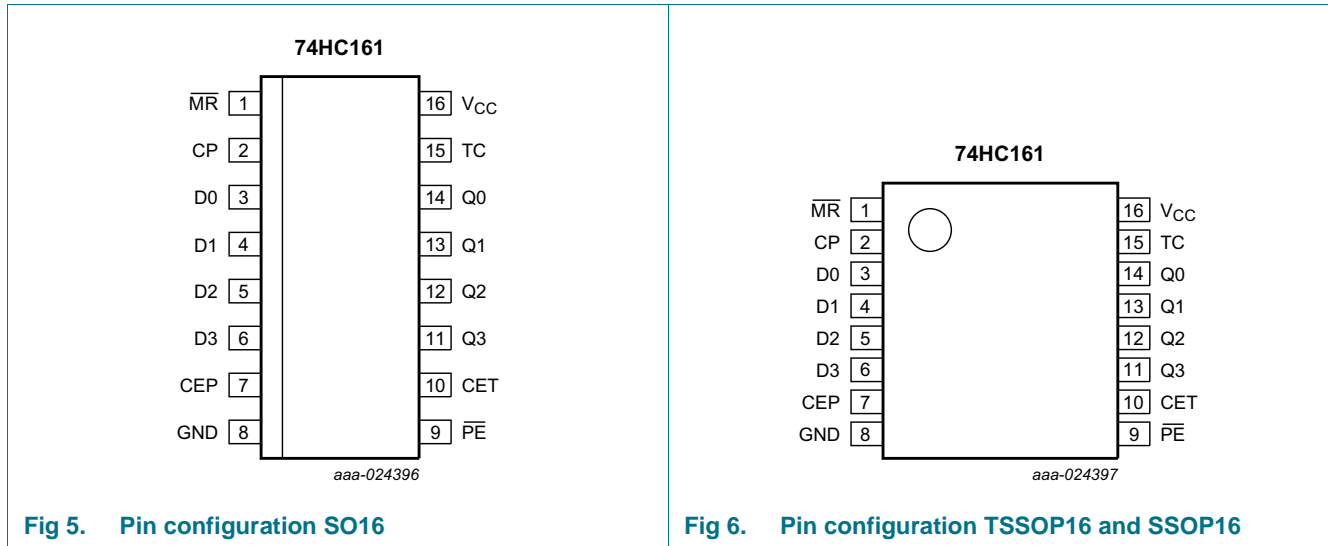 74HC161
M̅R̅ 1
16 VCC
CP 2
15 TC
D0 3
14 Q0
D1 4
13 Q1
D2 5
12 Q2
D3 6
11 Q3
CEP 7
10 CET
GND 8
9 P̅E̅
aaa-024396
Fig 5. Pin configuration SO16
74HC161
M̅R̅ 1
16 VCC
CP 2
15 TC
D0 3
14 Q0
D1 4
13 Q1
D2 5
12 Q2
D3 6
11 Q3
CEP 7
10 CET
GND 8
9 P̅E̅
aaa-024397
Fig 6. Pin configuration TSSOP16 and SSOP16